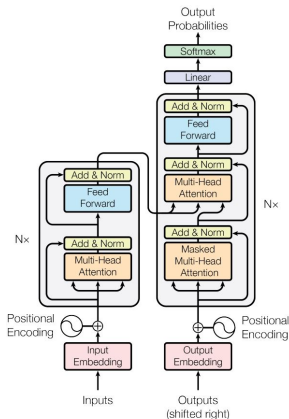 Output
Probabilities
Softmax
Linear
Add & Norm
Feed
Forward
Add & Norm
Multi-Head
Attention
Add & Norm
Masked
Multi-Head
Attention
N×
Add & Norm
Feed
Forward
Add & Norm
Multi-Head
Attention
N×
Positional
Encoding
Positional
Encoding
Input
Embedding
Output
Embedding
Inputs
Outputs
(shifted right)